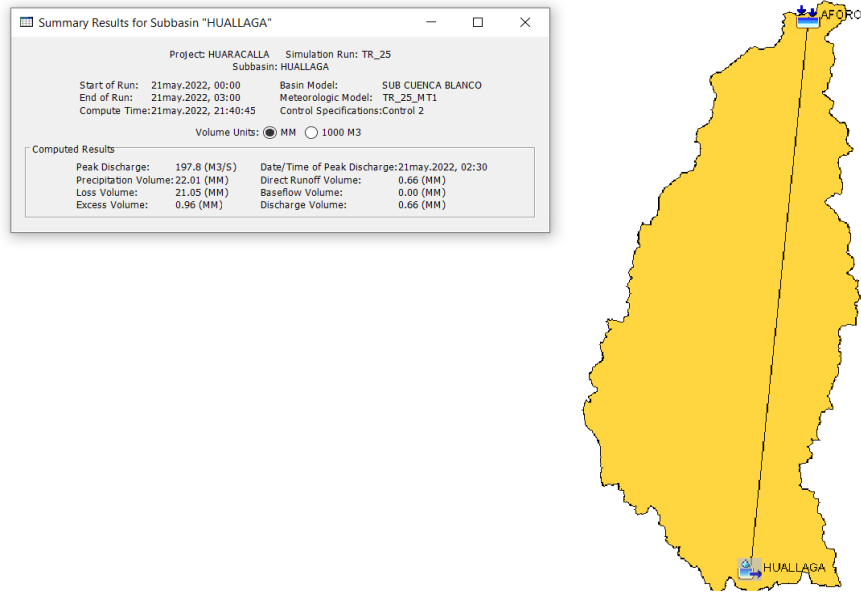 Summary Results for Subbasin "HUALLAGA"
Project: HUARACALLA Simulation Run: TR_25
Subbasin: HUALLAGA
Start of Run: 21may.2022, 00:00 Basin Model: SUB CUENCA BLANCO
End of Run: 21may.2022, 03:00 Meteorologic Model: TR_25_MT1
Compute Time:21may.2022, 21:40:45 Control Specifications:Control 2
Volume Units: MM 1000 M3
Computed Results
Peak Discharge: 197.8 (M3/S) Date/Time of Peak Discharge:21may.2022, 02:30
Precipitation Volume:22.01 (MM) Direct Runoff Volume: 0.66 (MM)
Loss Volume: 21.05 (MM) Baseflow Volume: 0.00 (MM)
Excess Volume: 0.96 (MM) Discharge Volume: 0.66 (MM)
AFORO
HUALLAGA